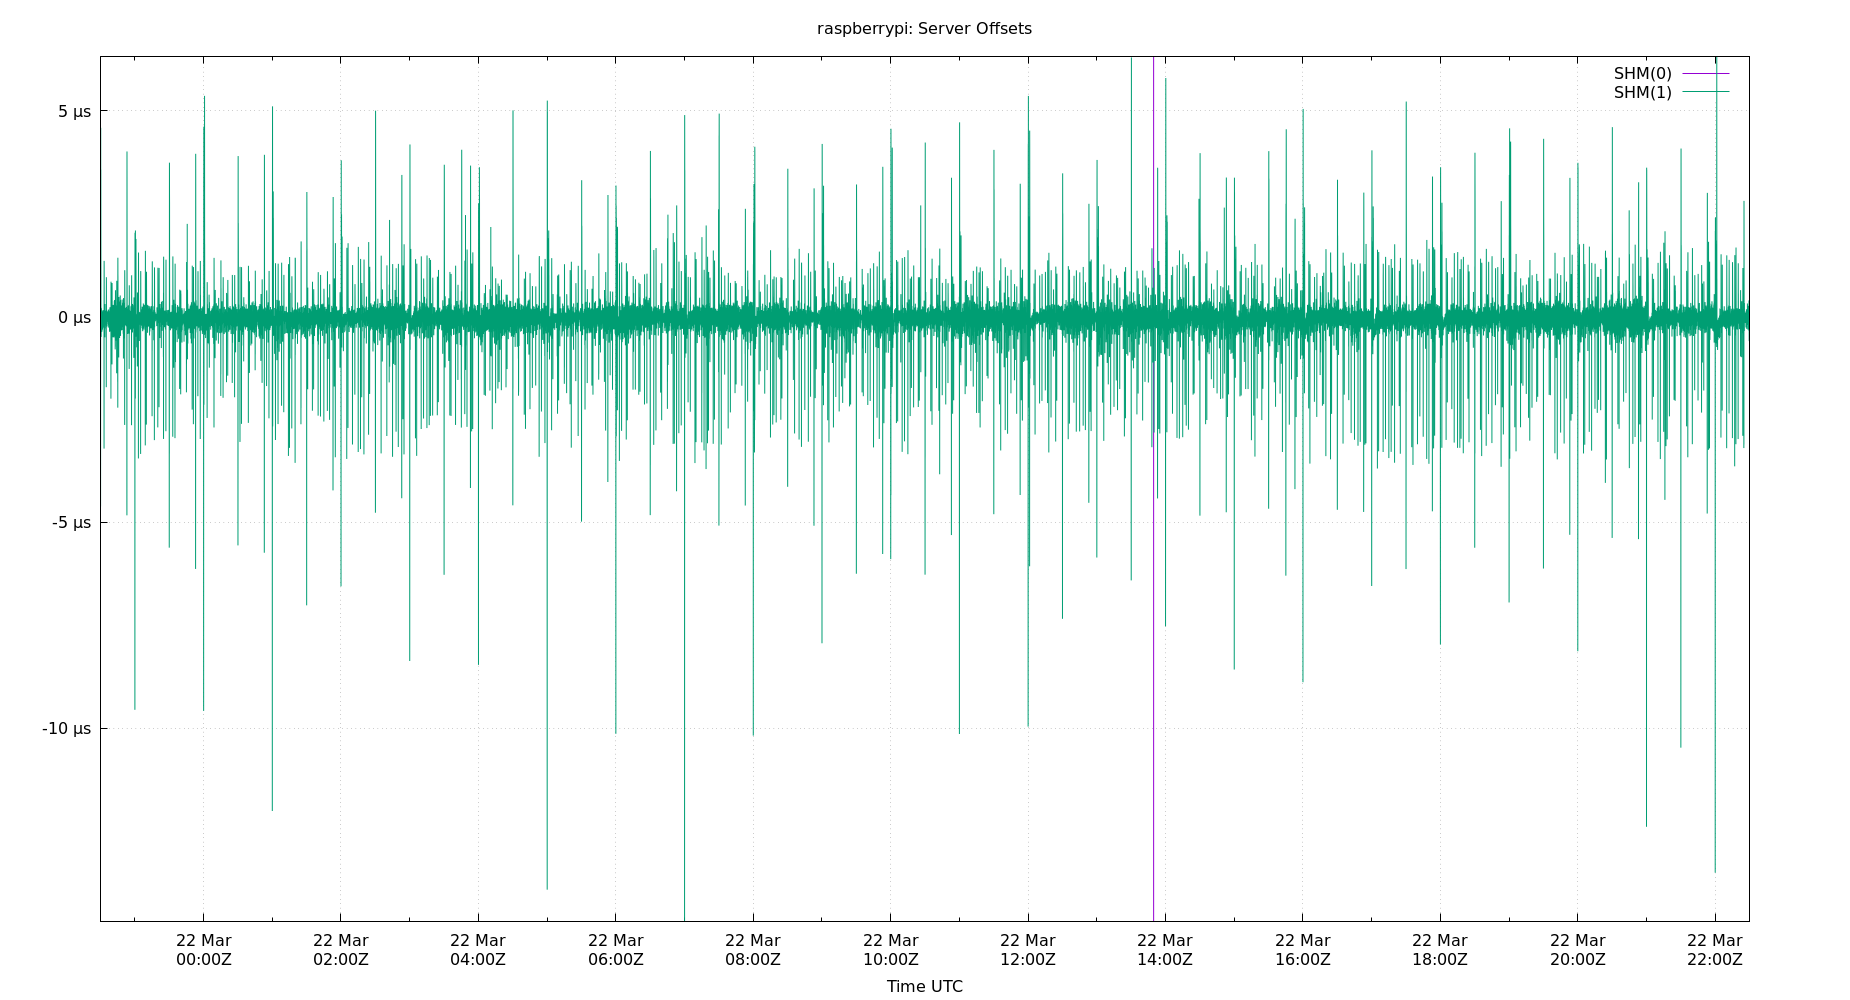 raspberrypi: Server Offsets
SHM(0)
SHM(1)
5 µs
0 µs
-5 µs
-10 µs
22 Mar 22 Mar 22 Mar 22 Mar 22 Mar 22 Mar 22 Mar 22 Mar 22 Mar 22 Mar 22 Mar 22 Mar
00:00Z 02:00Z 04:00Z 06:00Z 08:00Z 10:00Z 12:00Z 14:00Z 16:00Z 18:00Z 20:00Z 22:00Z
Time UTC